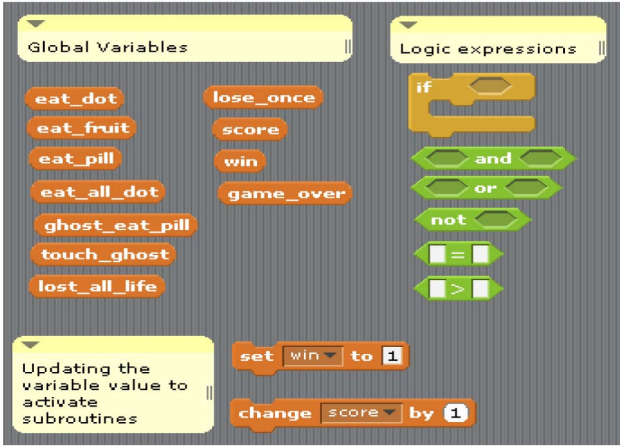 Global Variables
Logic expressions
eat_dot
eat_fruit
eat_pill
eat_all_dot
ghost_eat_pill
touch_ghost
lost_all_life
lose_once
score
win
game_over
if
and
or
not
=
>
Updating the
variable value to
activate
subroutines
set win to 1
change score by 1